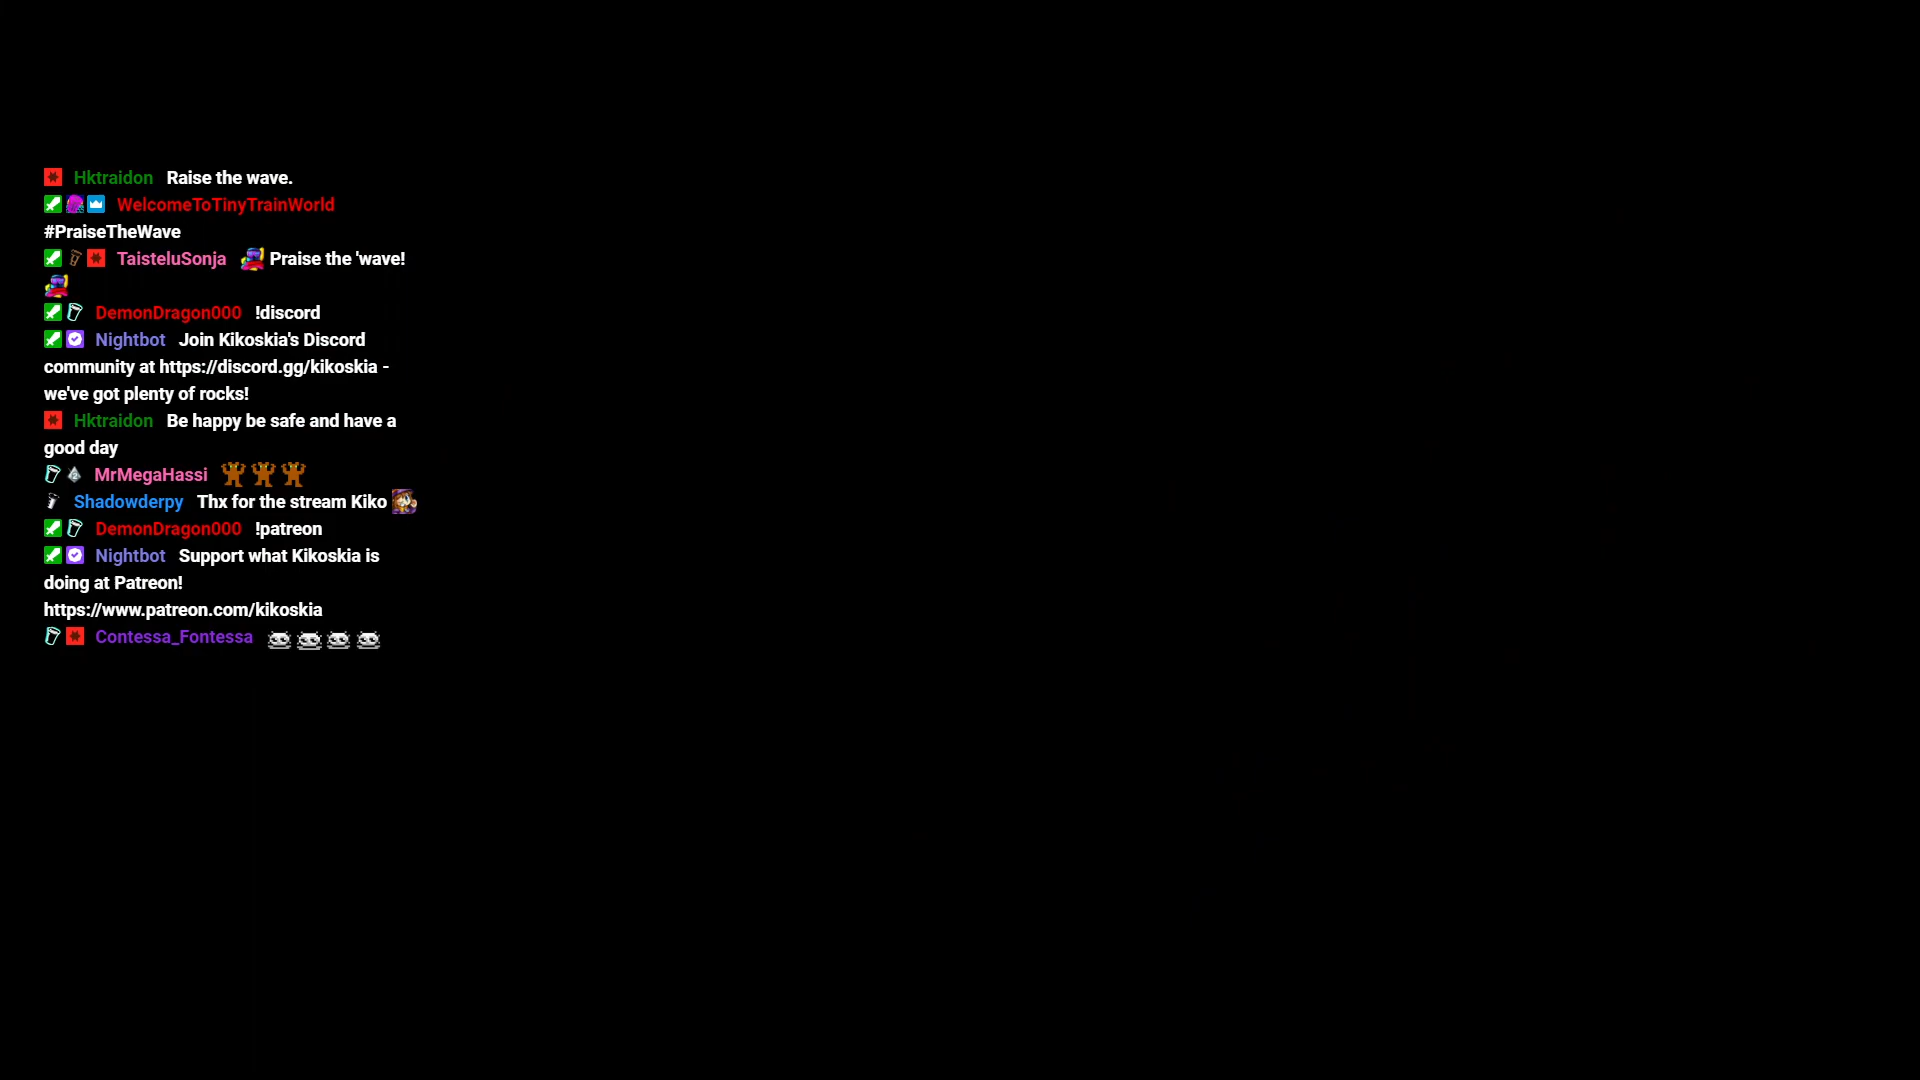 Hktraidon Raise the wave.
WelcomeToTinyTrainWorld
#PraiseTheWave
TaisteluSonja Praise the 'wave!
DemonDragon000 !discord
Nightbot Join Kikoskia's Discord
community at https://discord.gg/kikoskia -
we've got plenty of rocks!
Hktraidon Be happy be safe and have a
good day
MrMegaHassi
Shadowderpy Thx for the stream Kiko
DemonDragon000 !patreon
Nightbot Support what Kikoskia is
doing at Patreon!
https://www.patreon.com/kikoskia
Contessa_Fontessa